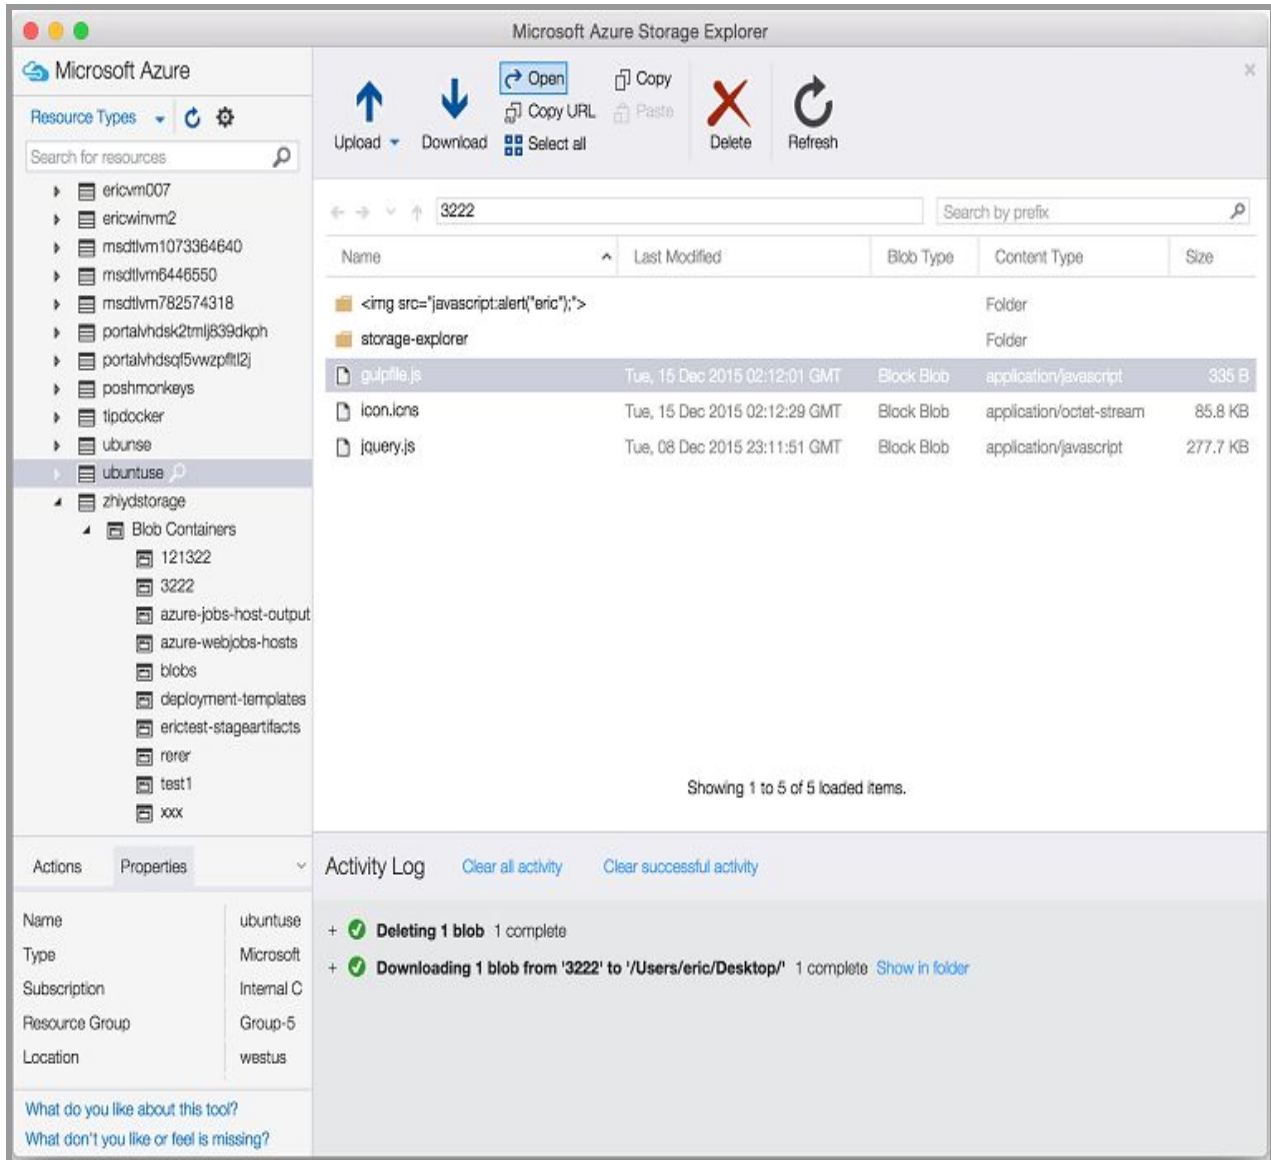 Microsoft Azure Storage Explorer
Microsoft Azure
Resource Types
Search for resources
ericvm007
ericwinvm2
msdtlvm1073364640
msdtlvm6446550
msdtlvm782574318
portalvhdsk2tmlj839dkph
portalvhdsqf5vwzpfltl2j
poshmonkeys
tipdocker
ubunse
ubuntuse
zhiydstorage
Blob Containers
121322
3222
azure-jobs-host-output
azure-webjobs-hosts
blobs
deployment-templates
erictest-stageartifacts
rerer
test1
xxx
Actions Properties
Name ubuntuse
Type Microsoft
Subscription Internal C
Resource Group Group-5
Location westus
What do you like about this tool?
What don't you like or feel is missing?
Upload Download Open Copy URL Select all Copy Paste Delete Refresh
3222 Search by prefix
Name Last Modified Blob Type Content Type Size
<img src="javascript:alert("eric");"> Folder
storage-explorer Folder
gulpfile.js Tue, 15 Dec 2015 02:12:01 GMT Block Blob application/javascript 335 B
icon.icns Tue, 15 Dec 2015 02:12:29 GMT Block Blob application/octet-stream 85.8 KB
jquery.js Tue, 08 Dec 2015 23:11:51 GMT Block Blob application/javascript 277.7 KB
Showing 1 to 5 of 5 loaded items.
Activity Log Clear all activity Clear successful activity
+ Deleting 1 blob 1 complete
+ Downloading 1 blob from '3222' to '/Users/eric/Desktop/' 1 complete Show in folder